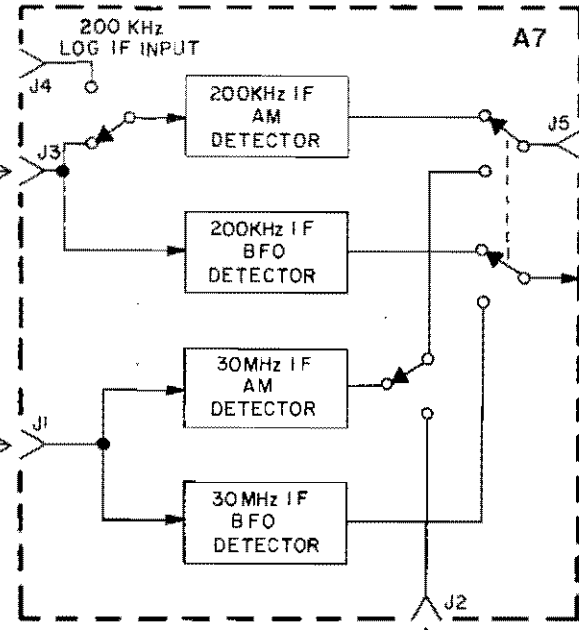 200 KHz
LOG IF INPUT
A7
J4
200KHz IF
AM
DETECTOR
J3
J5
200KHz IF
BFO
DETECTOR
30MHz IF
AM
DETECTOR
J1
30MHz IF
BFO
DETECTOR
J2